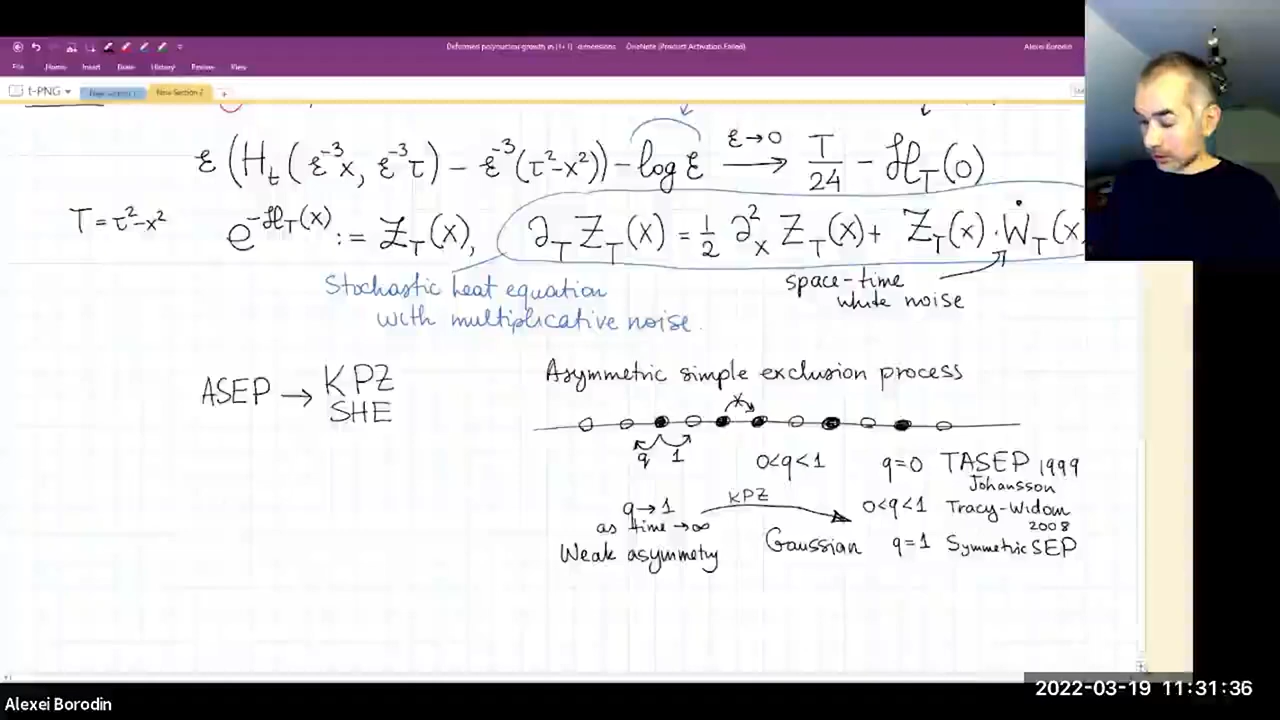 Deformed polynuclear growth in (1+1) dimensions - OneNote (Product Activation Failed)
Alexei Borodin
File Home Insert Draw History Review View
t-PNG
New Section 2
ε (H_t (ε⁻³x, ε⁻³τ) − ε⁻³(τ²−x²)) − log ε —ε→0→ T/24 − ℋ_T(0)
T = τ²−x²
e^{−ℋ_T(x)} := 𝒵_T(x), ∂_T 𝒵_T(x) = ½ ∂²_x 𝒵_T(x) + 𝒵_T(x)·Ẇ_T(x
Stochastic heat equation
with multiplicative noise.
space-time
white noise
ASEP → KPZ
SHE
Asymmetric simple exclusion process
q 1
0<q<1
q=0 TASEP 1999
Johansson
q→1
as time→∞
Weak asymmetry
KPZ
0<q<1 Tracy-Widom
2008
Gaussian q=1 Symmetric SEP
2022-03-19 11:31:36
Alexei Borodin